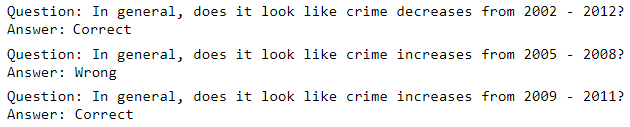 Question: In general, does it look like crime decreases from 2002 - 2012?
Answer: Correct
Question: In general, does it look like crime increases from 2005 - 2008?
Answer: Wrong
Question: In general, does it look like crime increases from 2009 - 2011?
Answer: Correct